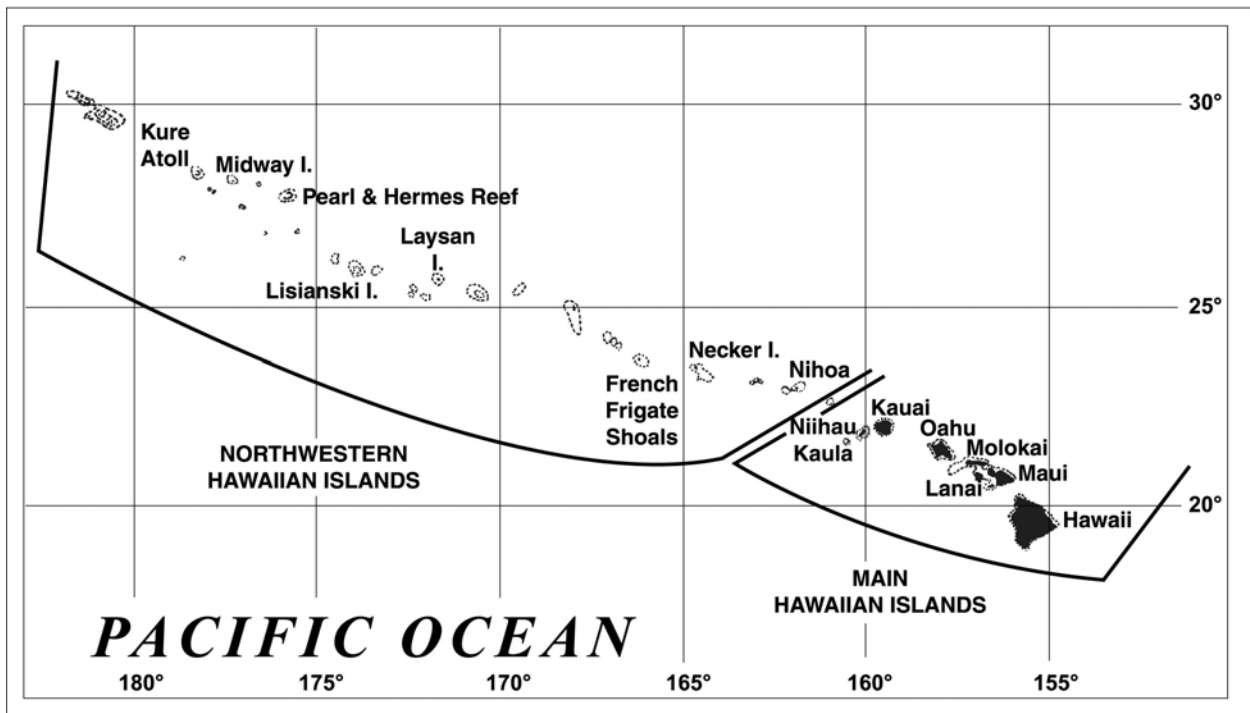 30°
Kure
Atoll
Midway I.
Pearl & Hermes Reef
Laysan
I.
Lisianski I.
25°
Necker I.
Nihoa
French
Frigate
Shoals
Niihau
Kaula
Kauai
Oahu
Molokai
Maui
Lanai
Hawaii
20°
NORTHWESTERN
HAWAIIAN ISLANDS
MAIN
HAWAIIAN ISLANDS
PACIFIC OCEAN
180° 175° 170° 165° 160° 155°